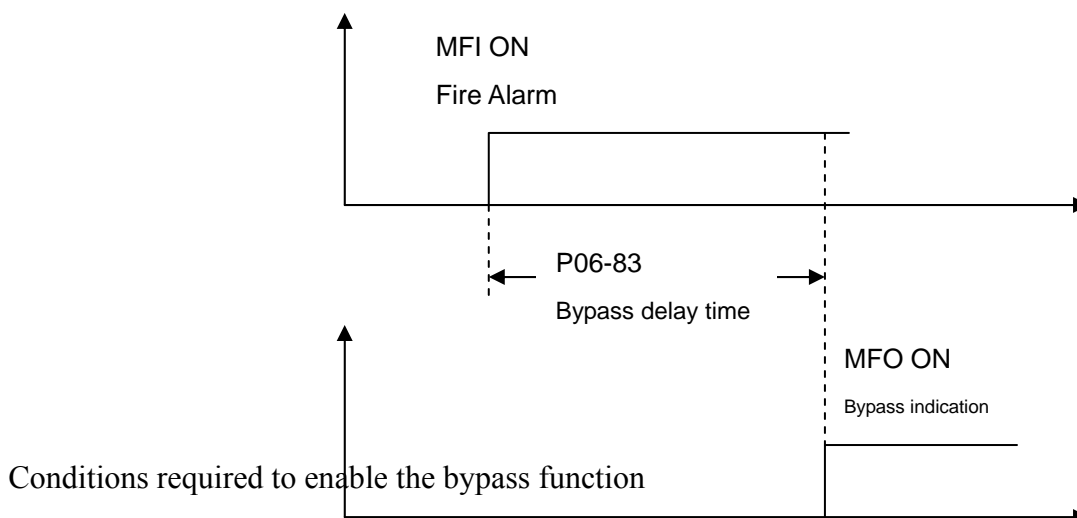 MFI ON
Fire Alarm
P06-83
Bypass delay time
MFO ON
Bypass indication
Conditions required to enable the bypass function